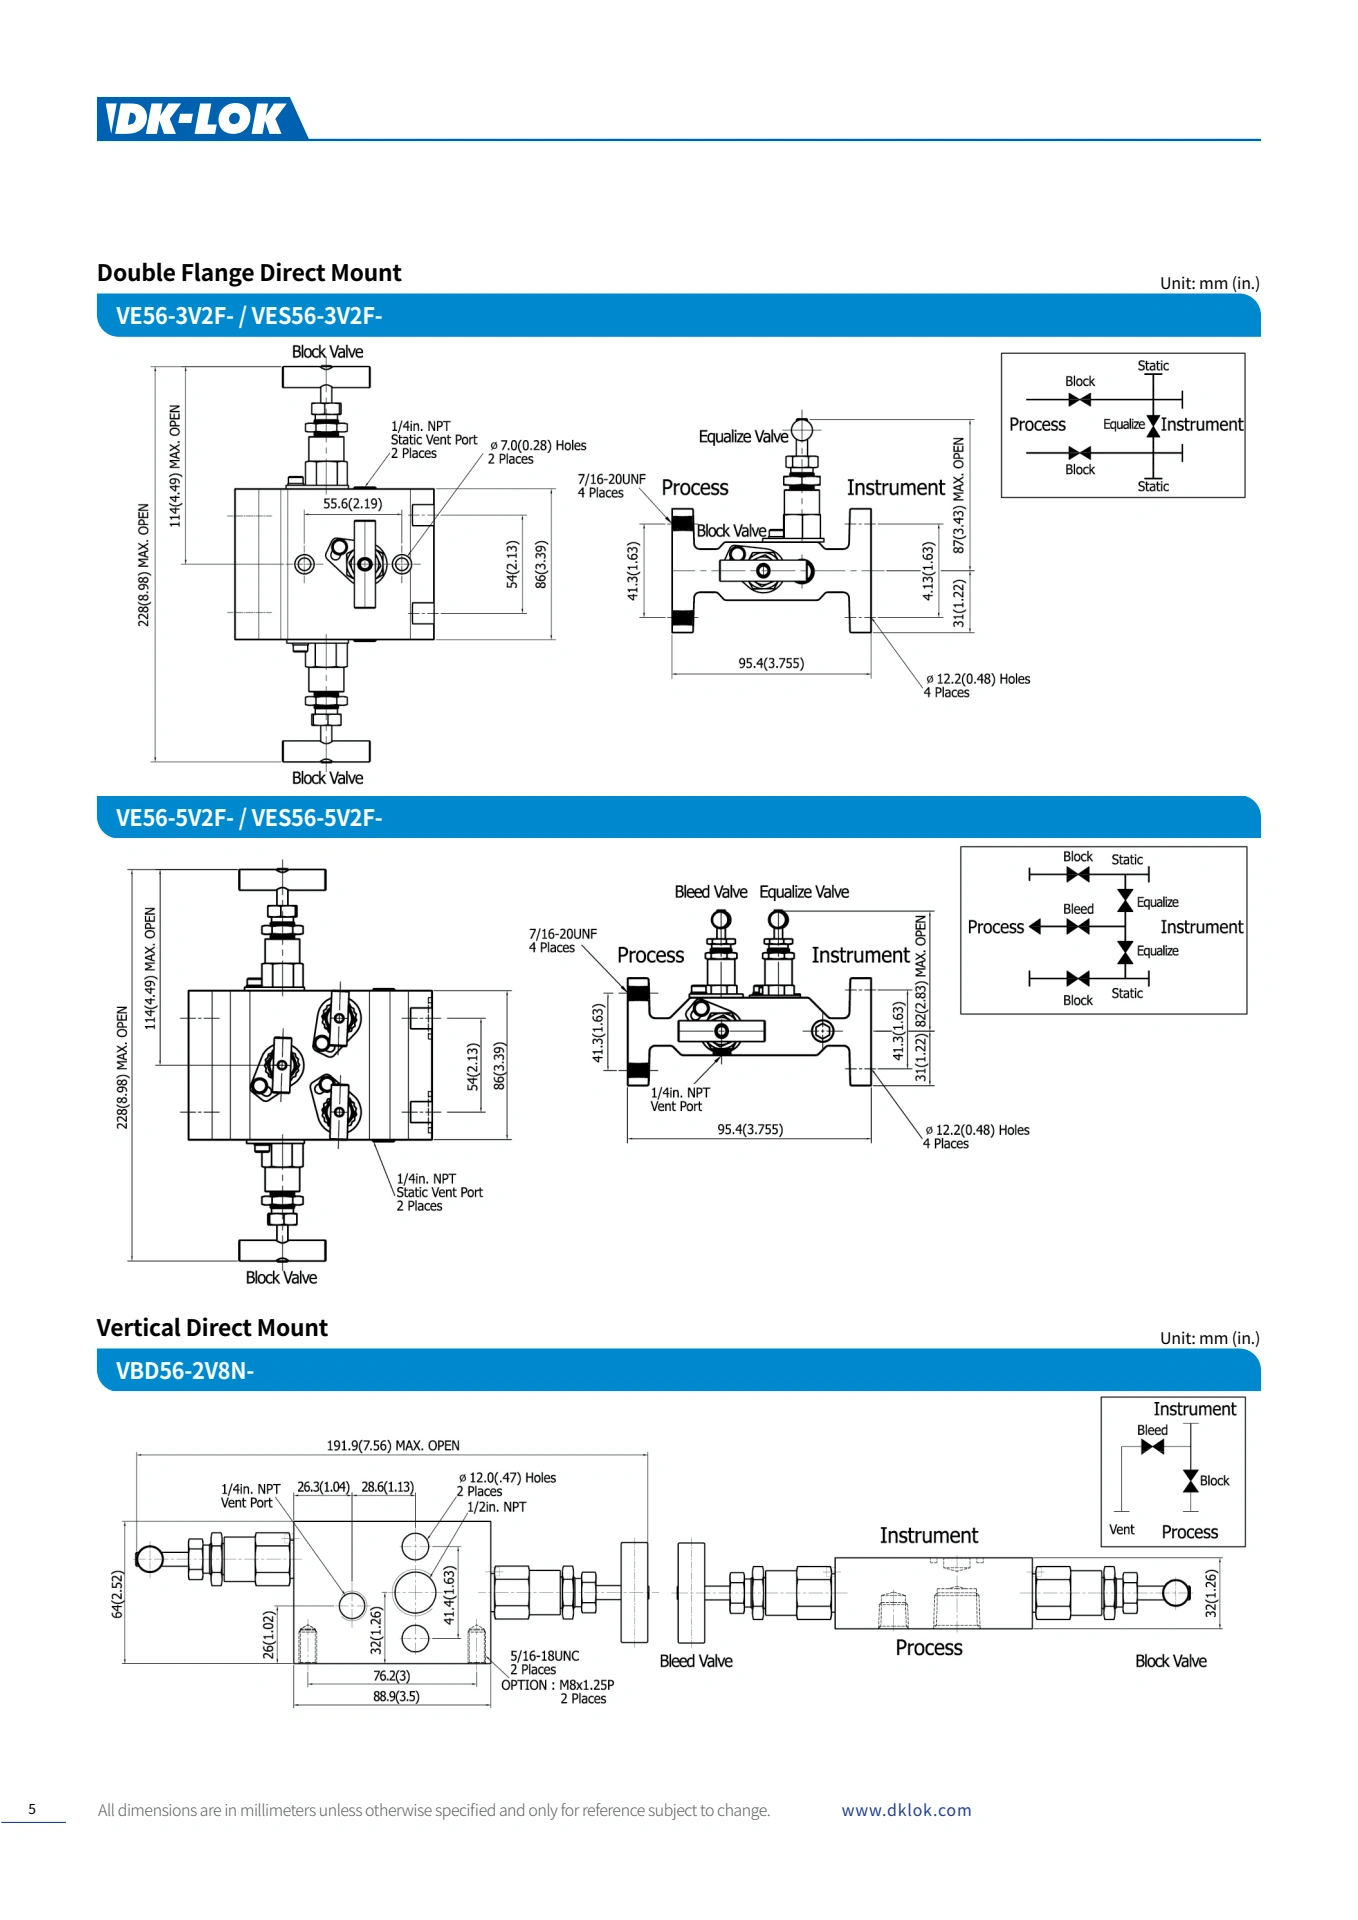 DK-LOK
Double Flange Direct Mount
Unit: mm (in.)
VE56-3V2F- / VES56-3V2F-
Block Valve
228(8.98) MAX. OPEN
114(4.49) MAX. OPEN
1/4in. NPT
Static Vent Port
2 Places
ø 7.0(0.28) Holes
2 Places
55.6(2.19)
54(2.13)
86(3.39)
Block Valve
7/16-20UNF
4 Places
Process
Equalize Valve
Instrument
Block Valve
41.3(1.63)
4.13(1.63)
87(3.43) MAX. OPEN
31(1.22)
95.4(3.755)
ø 12.2(0.48) Holes
4 Places
Static
Block
Process
Equalize
Instrument
Block
Static
VE56-5V2F- / VES56-5V2F-
228(8.98) MAX. OPEN
114(4.49) MAX. OPEN
54(2.13)
86(3.39)
1/4in. NPT
Static Vent Port
2 Places
Block Valve
Bleed Valve
Equalize Valve
7/16-20UNF
4 Places
Process
Instrument
41.3(1.63)
41.3(1.63)
82(2.83) MAX. OPEN
31(1.22)
1/4in. NPT
Vent Port
95.4(3.755)
ø 12.2(0.48) Holes
4 Places
Block
Static
Equalize
Bleed
Process
Instrument
Equalize
Block
Static
Vertical Direct Mount
Unit: mm (in.)
VBD56-2V8N-
191.9(7.56) MAX. OPEN
1/4in. NPT
Vent Port
26.3(1.04)
28.6(1.13)
ø 12.0(.47) Holes
2 Places
1/2in. NPT
64(2.52)
26(1.02)
32(1.26)
41.4(1.63)
76.2(3)
88.9(3.5)
5/16-18UNC
2 Places
OPTION : M8x1.25P
2 Places
Instrument
Process
Bleed Valve
Block Valve
32(1.26)
Instrument
Bleed
Block
Vent
Process
5
All dimensions are in millimeters unless otherwise specified and only for reference subject to change.
www.dklok.com